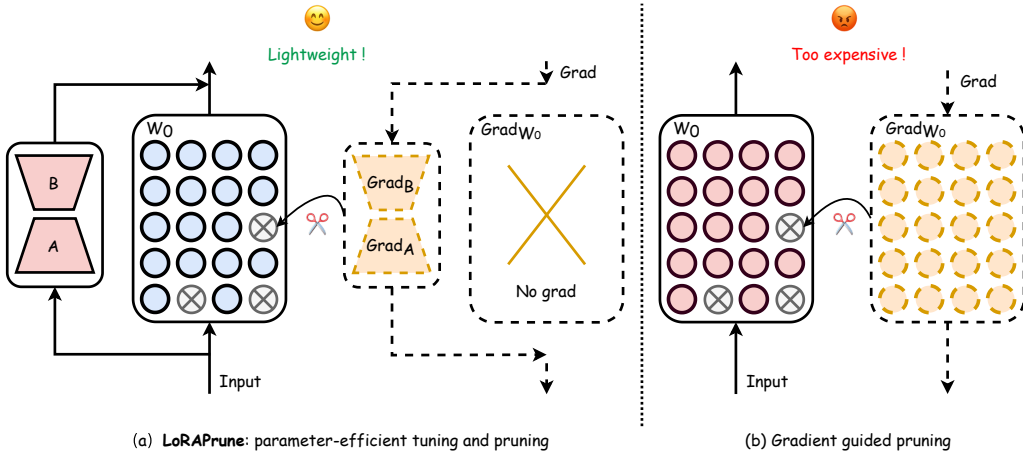 Lightweight !
Grad
W0
GradW0
B
A
GradB
GradA
No grad
Input
(a) LoRAPrune: parameter-efficient tuning and pruning
Too expensive !
Grad
W0
GradW0
Input
(b) Gradient guided pruning